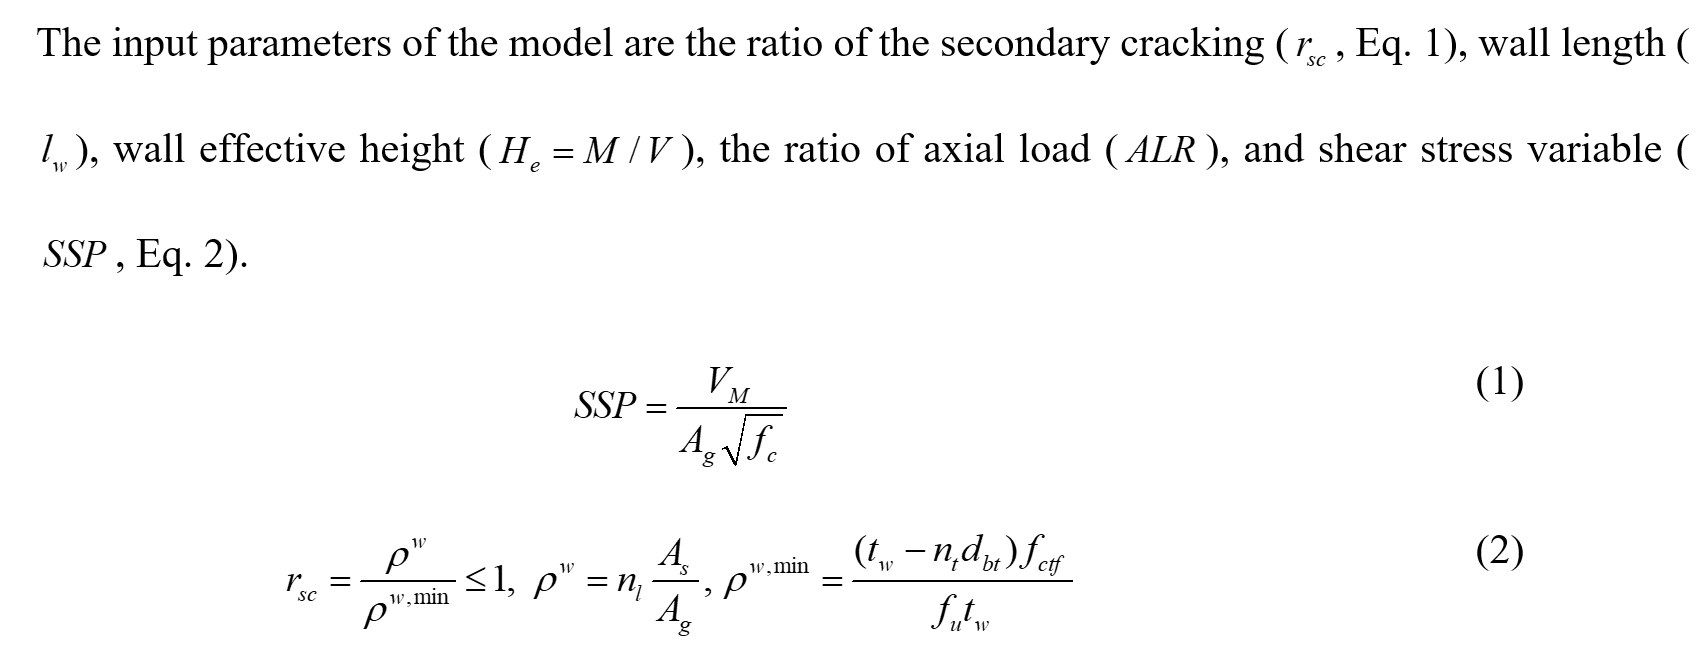 The input parameters of the model are the ratio of the secondary cracking ( r_sc , Eq. 1), wall length (
l_w ), wall effective height ( H_e = M / V ), the ratio of axial load ( ALR ), and shear stress variable (
SSP , Eq. 2).
SSP = \frac{V_M}{A_g \sqrt{f_c}} (1)
r_{sc} = \frac{\rho^w}{\rho^{w,min}} ≤ 1, \rho^w = n_l \frac{A_s}{A_g}, \rho^{w,min} = \frac{(t_w − n_t d_{bt}) f_{ctf}}{f_u t_w} (2)